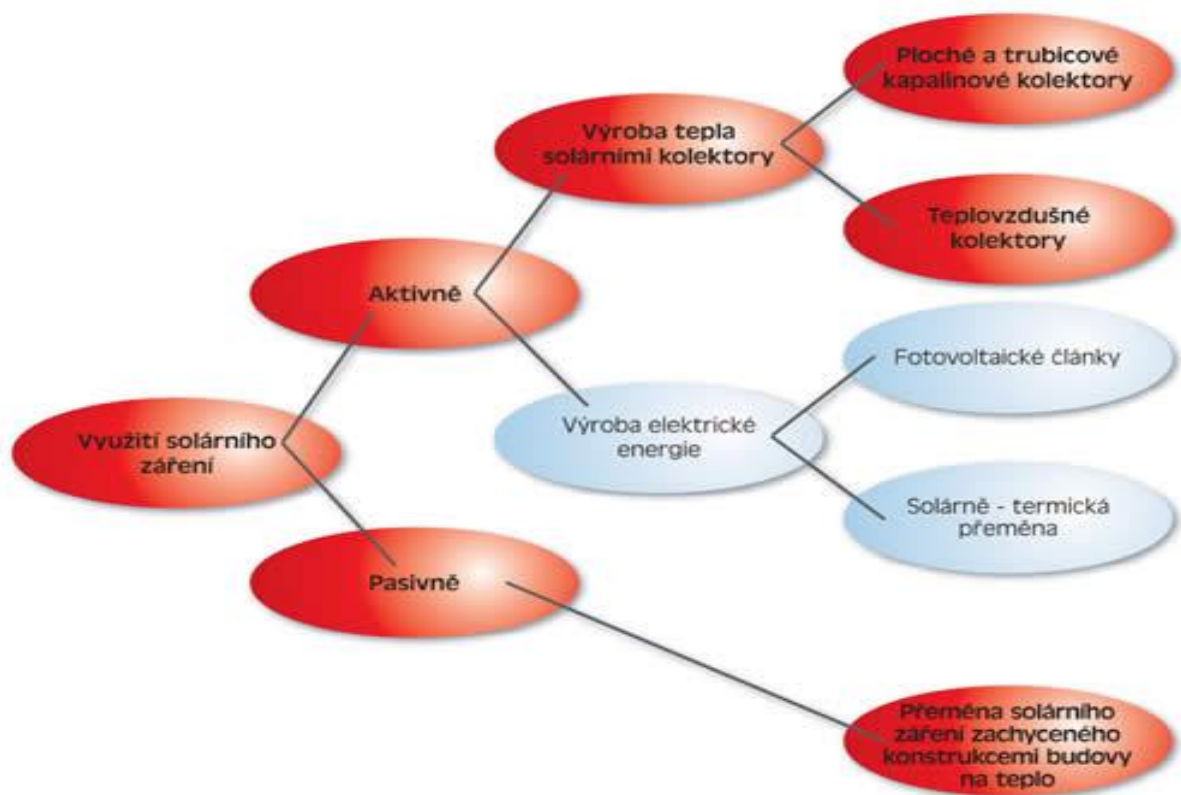 Ploché a trubicové
kapalinové kolektory
Výroba tepla
solárními kolektory
Teplovzdušné
kolektory
Aktivně
Fotovoltaické články
Výroba elektrické
energie
Využití solárního
záření
Solárně - termická
přeměna
Pasivně
Přeměna solárního
záření zachyceného
konstrukcemi budovy
na teplo